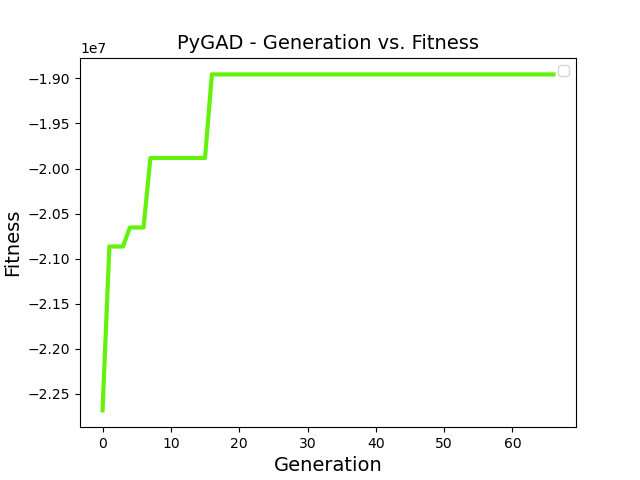 PyGAD - Generation vs. Fitness
1e7
−1.90
−1.95
−2.00
−2.05
−2.10
−2.15
−2.20
−2.25
Fitness
0 10 20 30 40 50 60
Generation